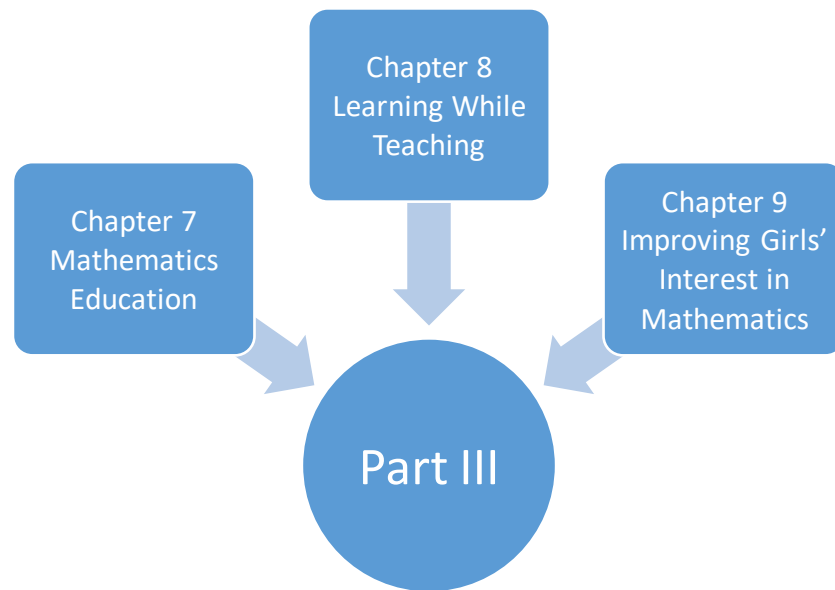 Chapter 7
Mathematics
Education
Chapter 8
Learning While
Teaching
Chapter 9
Improving Girls’
Interest in
Mathematics
Part III